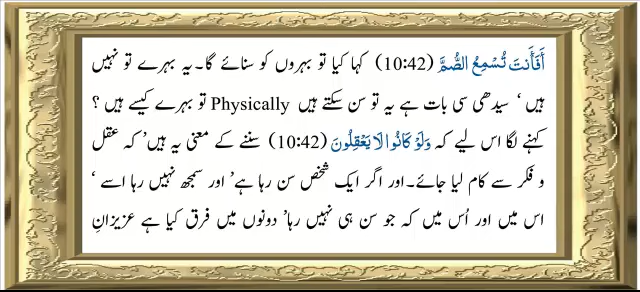 أَفَأَنتَ تُسْمِعُ الصُّمَّ (10:42) کہا کیا تو بہروں کو سنائے گا۔ یہ بہرے تو نہیں
ہیں ‘ سیدھی سی بات ہے یہ تو سن سکتے ہیں Physically تو بہرے کیسے ہیں ؟
کہنے لگا اس لیے کہ وَلَوْ كَانُوا لَا يَعْقِلُونَ (10:42) سننے کے معنی یہ ہیں’ کہ عقل
و فکر سے کام لیا جائے۔اور اگر ایک شخص سن رہا ہے’ اور سمجھ نہیں رہا اسے ‘
اس میں اور اُس میں کہ جو سن ہی نہیں رہا’ دونوں میں فرق کیا ہے عزیزانِ